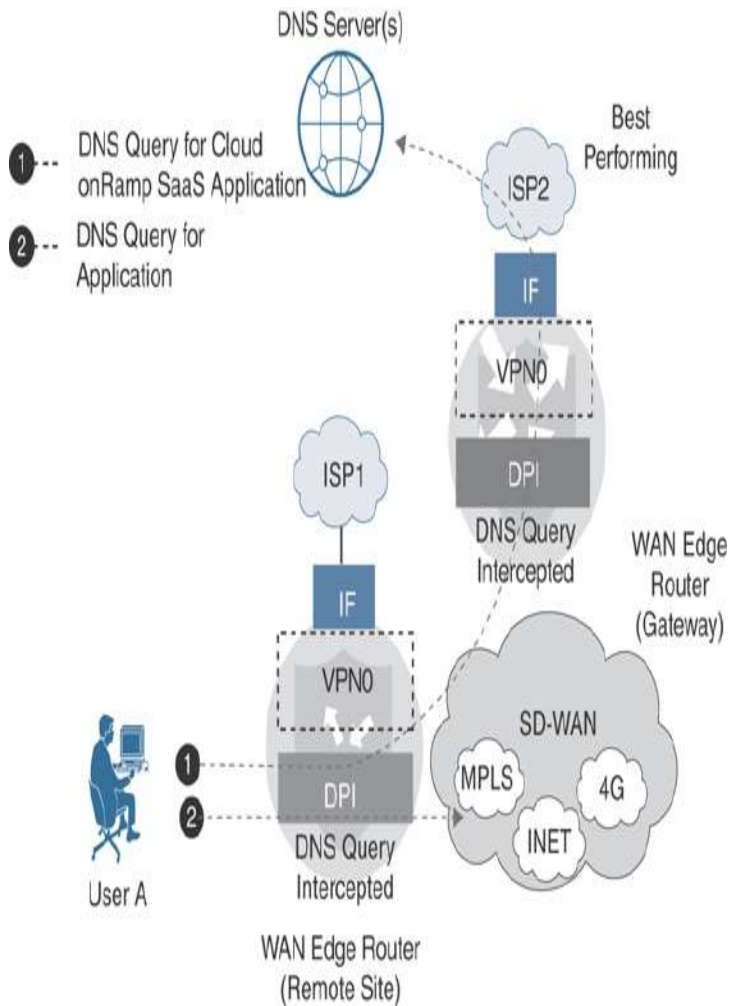 DNS Server(s)
1 DNS Query for Cloud
onRamp SaaS Application
2 DNS Query for
Application
Best
Performing
ISP2
IF
VPN0
DPI
DNS Query
Intercepted
WAN Edge
Router
(Gateway)
ISP1
IF
VPN0
DPI
DNS Query
Intercepted
WAN Edge Router
(Remote Site)
1
2
User A
SD-WAN
MPLS
4G
INET